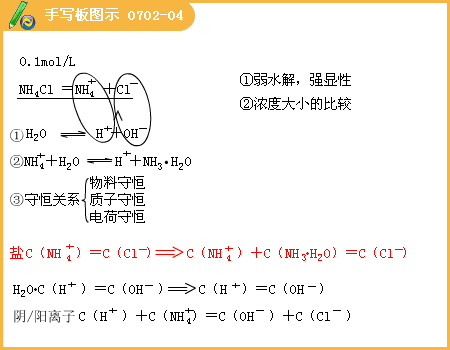 手写板图示 0702-04
0.1mol/L
NH₄Cl =NH₄⁺ +Cl⁻
①弱水解，强显性
②浓度大小的比较
①H₂O ⇌ H⁺+OH⁻
②NH₄⁺+H₂O ⇌ H⁺+NH₃·H₂O
③守恒关系{
物料守恒
质子守恒
电荷守恒
盐C（NH₄⁺）＝C（Cl⁻)⟹C（NH₄⁺）＋C（NH₃·H₂O）＝C（Cl⁻）
H₂O·C（H⁺）＝C（OH⁻）⟹C（H⁺)＝C（OH－）
阴/阳离子C（H⁺）＋C（NH₄⁺）＝C（OH⁻）＋C（Cl－）